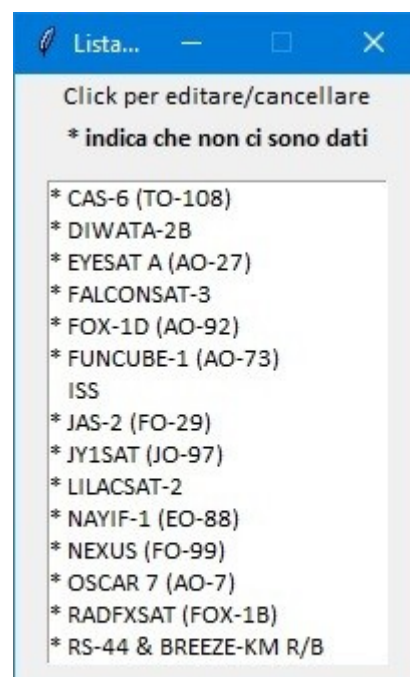 Lista...
Click per editare/cancellare
* indica che non ci sono dati
* CAS-6 (TO-108)
* DIWATA-2B
* EYESAT A (AO-27)
* FALCONSAT-3
* FOX-1D (AO-92)
* FUNCUBE-1 (AO-73)
ISS
* JAS-2 (FO-29)
* JY1SAT (JO-97)
* LILACSAT-2
* NAYIF-1 (EO-88)
* NEXUS (FO-99)
* OSCAR 7 (AO-7)
* RADFXSAT (FOX-1B)
* RS-44 & BREEZE-KM R/B